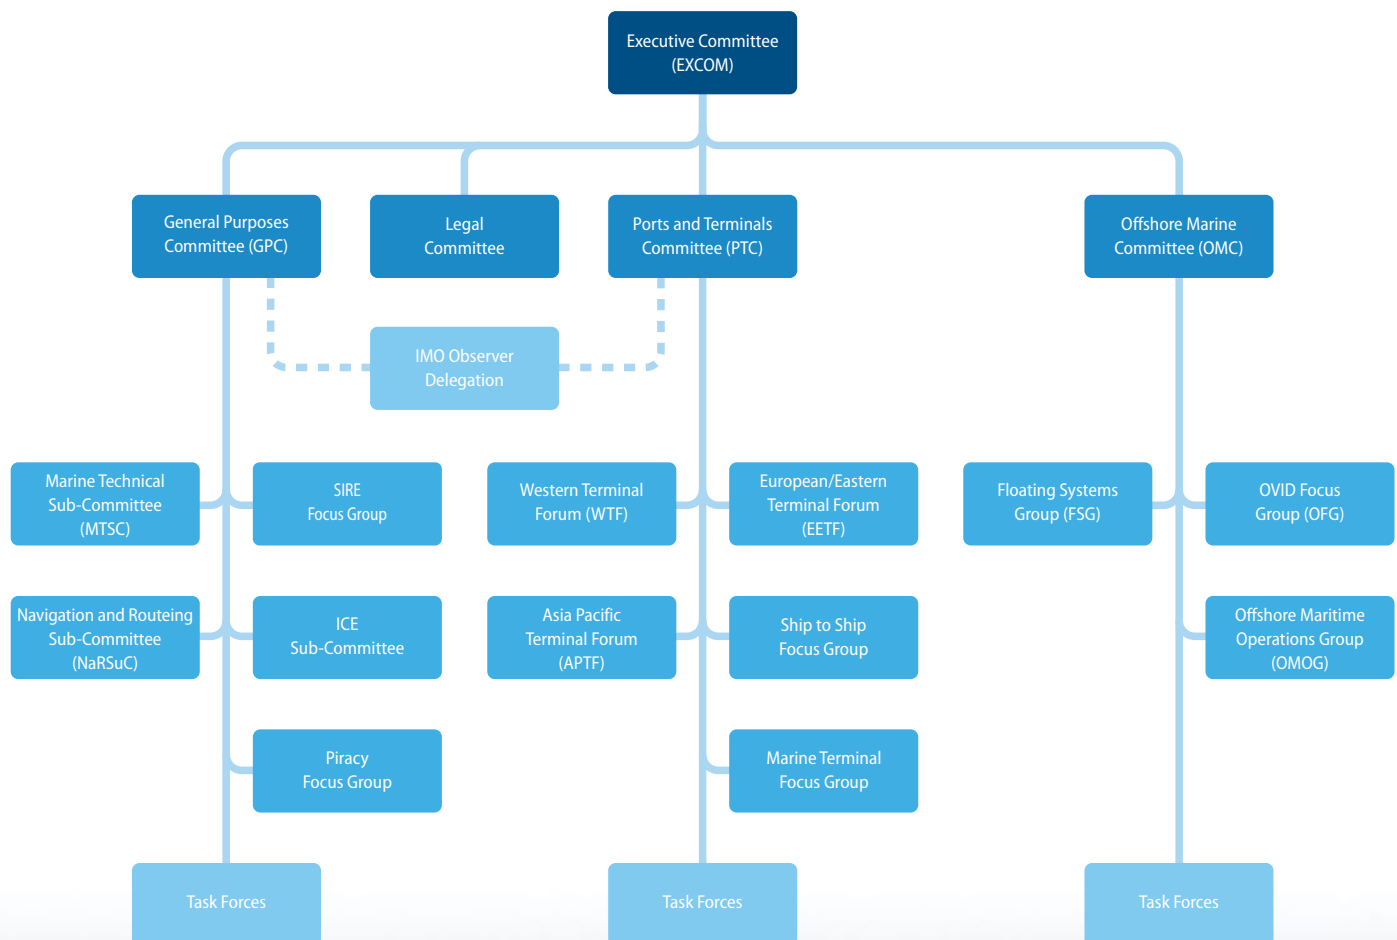 Executive Committee
(EXCOM)
General Purposes
Committee (GPC)
Legal
Committee
Ports and Terminals
Committee (PTC)
Offshore Marine
Committee (OMC)
IMO Observer
Delegation
Marine Technical
Sub-Committee
(MTSC)
SIRE
Focus Group
Western Terminal
Forum (WTF)
European/Eastern
Terminal Forum
(EETF)
Floating Systems
Group (FSG)
OVID Focus
Group (OFG)
Navigation and Routeing
Sub-Committee
(NaRSuC)
ICE
Sub-Committee
Asia Pacific
Terminal Forum
(APTF)
Ship to Ship
Focus Group
Offshore Maritime
Operations Group
(OMOG)
Piracy
Focus Group
Marine Terminal
Focus Group
Task Forces
Task Forces
Task Forces